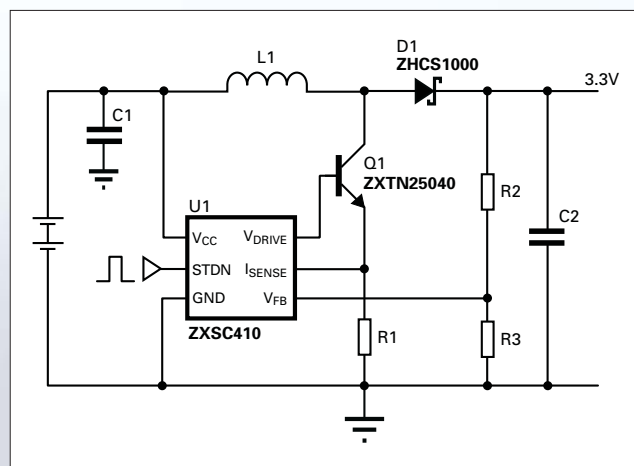 D1
ZHCS1000
L1
3.3V
C1
Q1
ZXTN25040
R2
U1
C2
VCC
VDRIVE
STDN
ISENSE
GND
VFB
R1
R3
ZXSC410